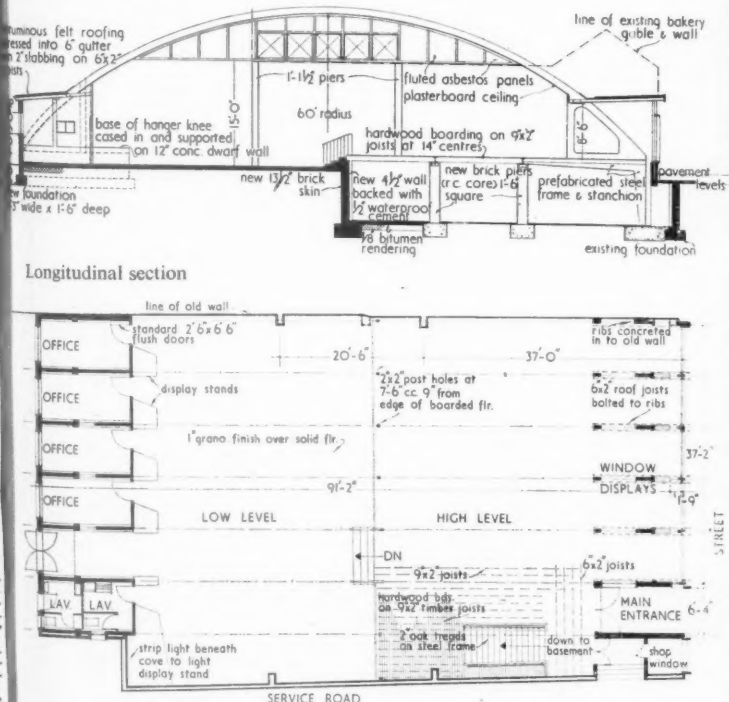 line of existing bakery
gable & wall
felt roofing
into 6" gutter
2" slabbing on 6"x2"
1'-1½" piers
fluted asbestos panels
plasterboard ceiling
15'-0"
60' radius
8'-6"
base of hanger knee
cased in and supported
on 12" conc. dwarf wall
hardwood boarding on 9"x2"
joists at 14" centres
new 13½" brick
skin
new 4½" wall
backed with
½" waterproof
cement
&
⅛" bitumen
rendering
new brick piers
(r.c. core) 1'-6"
square
prefabricated steel
frame & stanchion
pavement
levels
foundation
3" wide x 1'-6" deep
existing foundation
Longitudinal section
line of old wall
standard 2' 6"x6' 6"
flush doors
ribs concreted
in to old wall
OFFICE
20'-6"
37'-0"
OFFICE
display stands
2"x2" post holes at
7'-6" cc. 9" from
edge of boarded flr.
6"x2" roof joists
bolted to ribs
OFFICE
1" grano finish over solid flr.
37'-2"
WINDOW
DISPLAYS
OFFICE
91'-2"
1'-9"
LOW LEVEL
HIGH LEVEL
STREET
DN
9"x2" joists
6"x2" joists
LAV.
LAV.
hardwood bds
on 9"x2" timber joists
MAIN
ENTRANCE
6'-4"
2" oak treads
on steel frame
down to
basement
shop
window
strip light beneath
cove to light
display stand
SERVICE ROAD